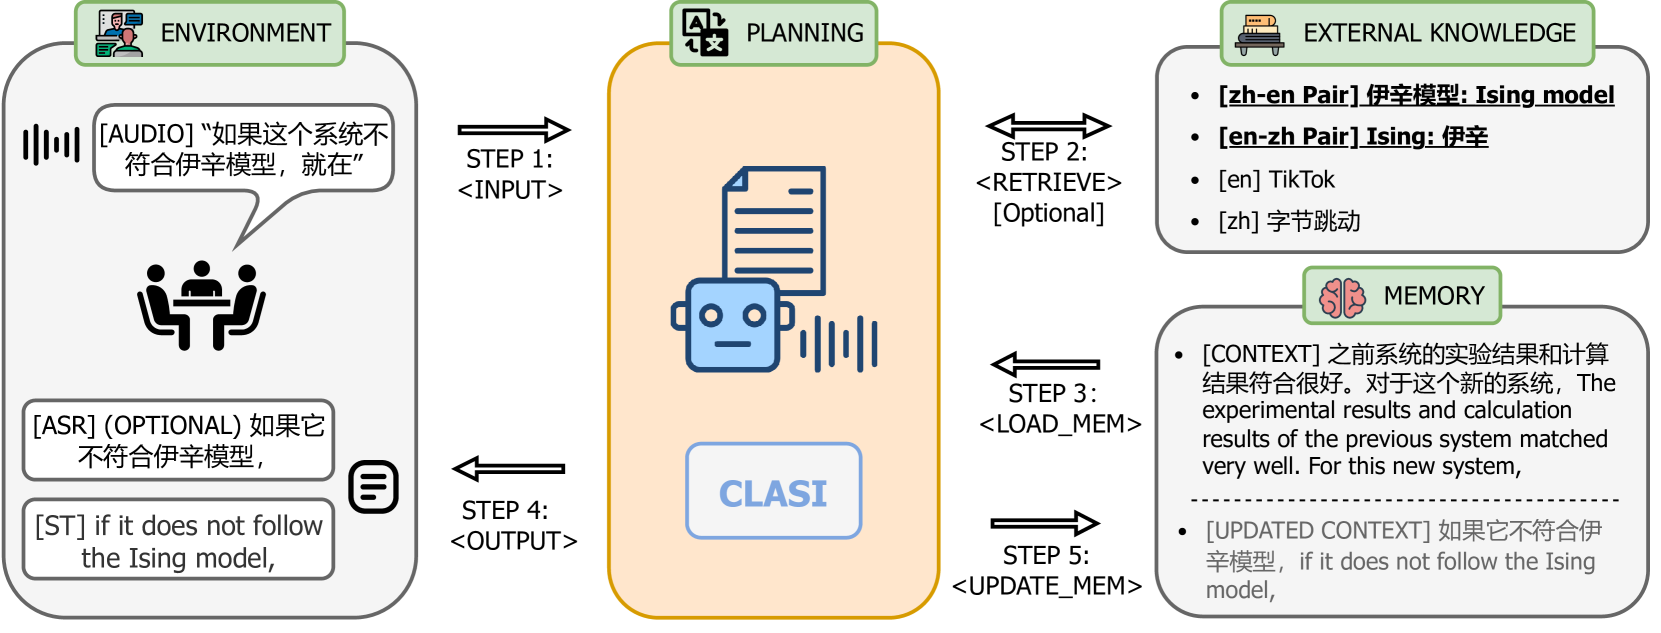 ENVIRONMENT
[AUDIO] “如果这个系统不
符合伊辛模型，就在”
[ASR] (OPTIONAL) 如果它
不符合伊辛模型，
[ST] if it does not follow
the Ising model,
STEP 1:
<INPUT>
STEP 4:
<OUTPUT>
PLANNING
A
文
CLASI
STEP 2:
<RETRIEVE>
[Optional]
STEP 3:
<LOAD_MEM>
STEP 5:
<UPDATE_MEM>
EXTERNAL KNOWLEDGE
• [zh-en Pair] 伊辛模型: Ising model
• [en-zh Pair] Ising: 伊辛
• [en] TikTok
• [zh] 字节跳动
MEMORY
• [CONTEXT] 之前系统的实验结果和计算
结果符合很好。对于这个新的系统，The
experimental results and calculation
results of the previous system matched
very well. For this new system,
• [UPDATED CONTEXT] 如果它不符合伊
辛模型，if it does not follow the Ising
model,